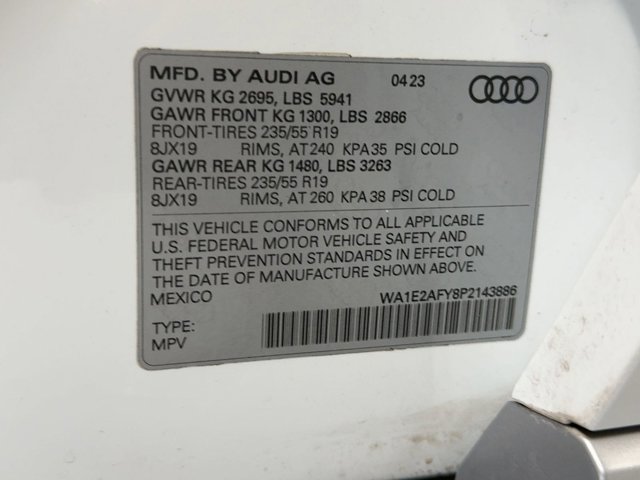 MFD. BY AUDI AG 04 23
GVWR KG 2695, LBS 5941
GAWR FRONT KG 1300, LBS 2866
FRONT-TIRES 235/55 R19
8JX19 RIMS, AT 240 KPA 35 PSI COLD
GAWR REAR KG 1480, LBS 3263
REAR-TIRES 235/55 R19
8JX19 RIMS, AT 260 KPA 38 PSI COLD
THIS VEHICLE CONFORMS TO ALL APPLICABLE
U.S. FEDERAL MOTOR VEHICLE SAFETY AND
THEFT PREVENTION STANDARDS IN EFFECT ON
THE DATE OF MANUFACTURE SHOWN ABOVE.
MEXICO WA1E2AFY8P2143886
TYPE:
MPV